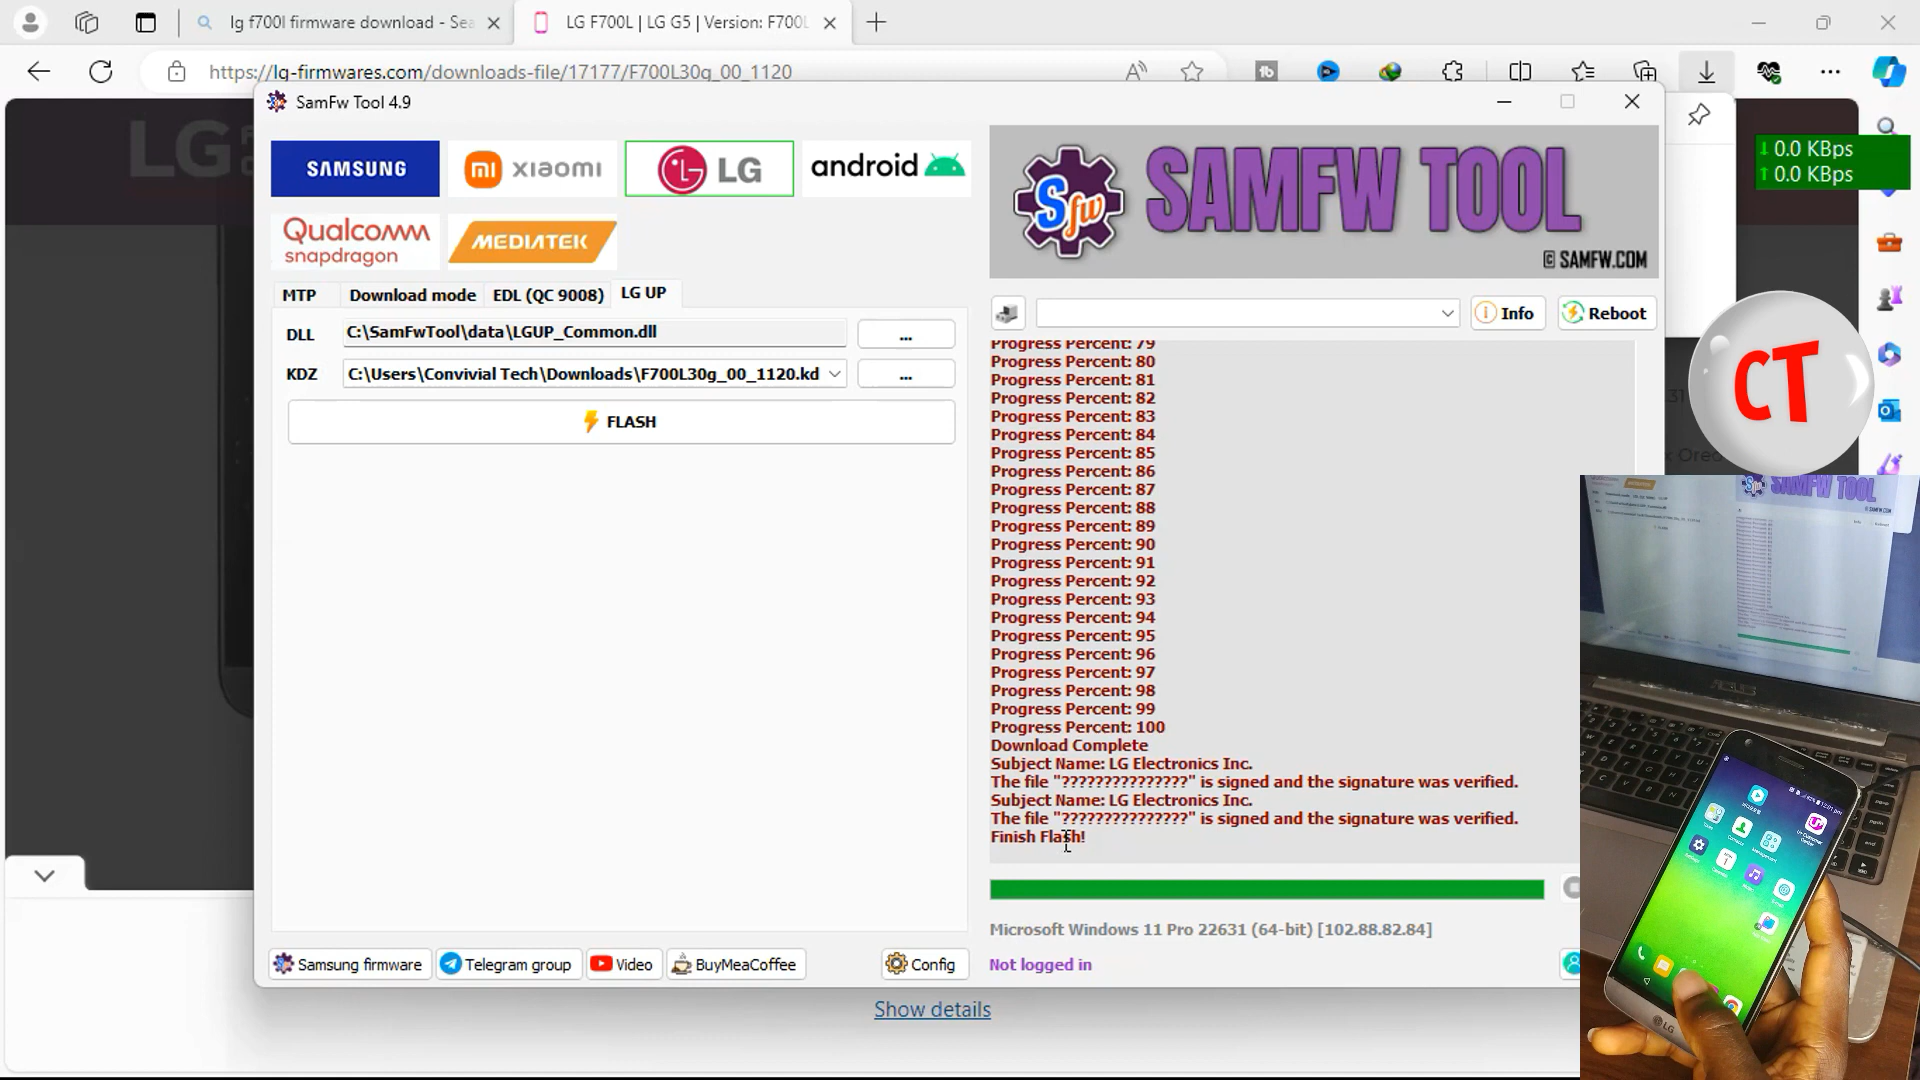 lg f700l firmware download - Sea
LG F700L | LG G5 | Version: F700L
https://lg-firmwares.com/downloads-file/17177/F700L30g_00_1120
LG
SamFw Tool 4.9
0.0 KBps
0.0 KBps
SAMSUNG
xiaomi
LG
android
Qualcomm
snapdragon
MEDIATEK
SAMFW TOOL
Sfw
© SAMFW.COM
MTP
Download mode
EDL (QC 9008)
LG UP
Info
Reboot
DLL
C:\SamFwTool\data\LGUP_Common.dll
...
KDZ
C:\Users\Convivial Tech\Downloads\F700L30g_00_1120.kd
...
FLASH
Progress Percent: 79
Progress Percent: 80
Progress Percent: 81
Progress Percent: 82
Progress Percent: 83
Progress Percent: 84
Progress Percent: 85
Progress Percent: 86
Progress Percent: 87
Progress Percent: 88
Progress Percent: 89
Progress Percent: 90
Progress Percent: 91
Progress Percent: 92
Progress Percent: 93
Progress Percent: 94
Progress Percent: 95
Progress Percent: 96
Progress Percent: 97
Progress Percent: 98
Progress Percent: 99
Progress Percent: 100
Download Complete
Subject Name: LG Electronics Inc.
The file "???????????????" is signed and the signature was verified.
Subject Name: LG Electronics Inc.
The file "???????????????" is signed and the signature was verified.
Finish Flash!
Microsoft Windows 11 Pro 22631 (64-bit) [102.88.82.84]
Not logged in
Samsung firmware
Telegram group
Video
BuyMeaCoffee
Config
Show details
CT
SAMFW TOOL
ASUS
LG